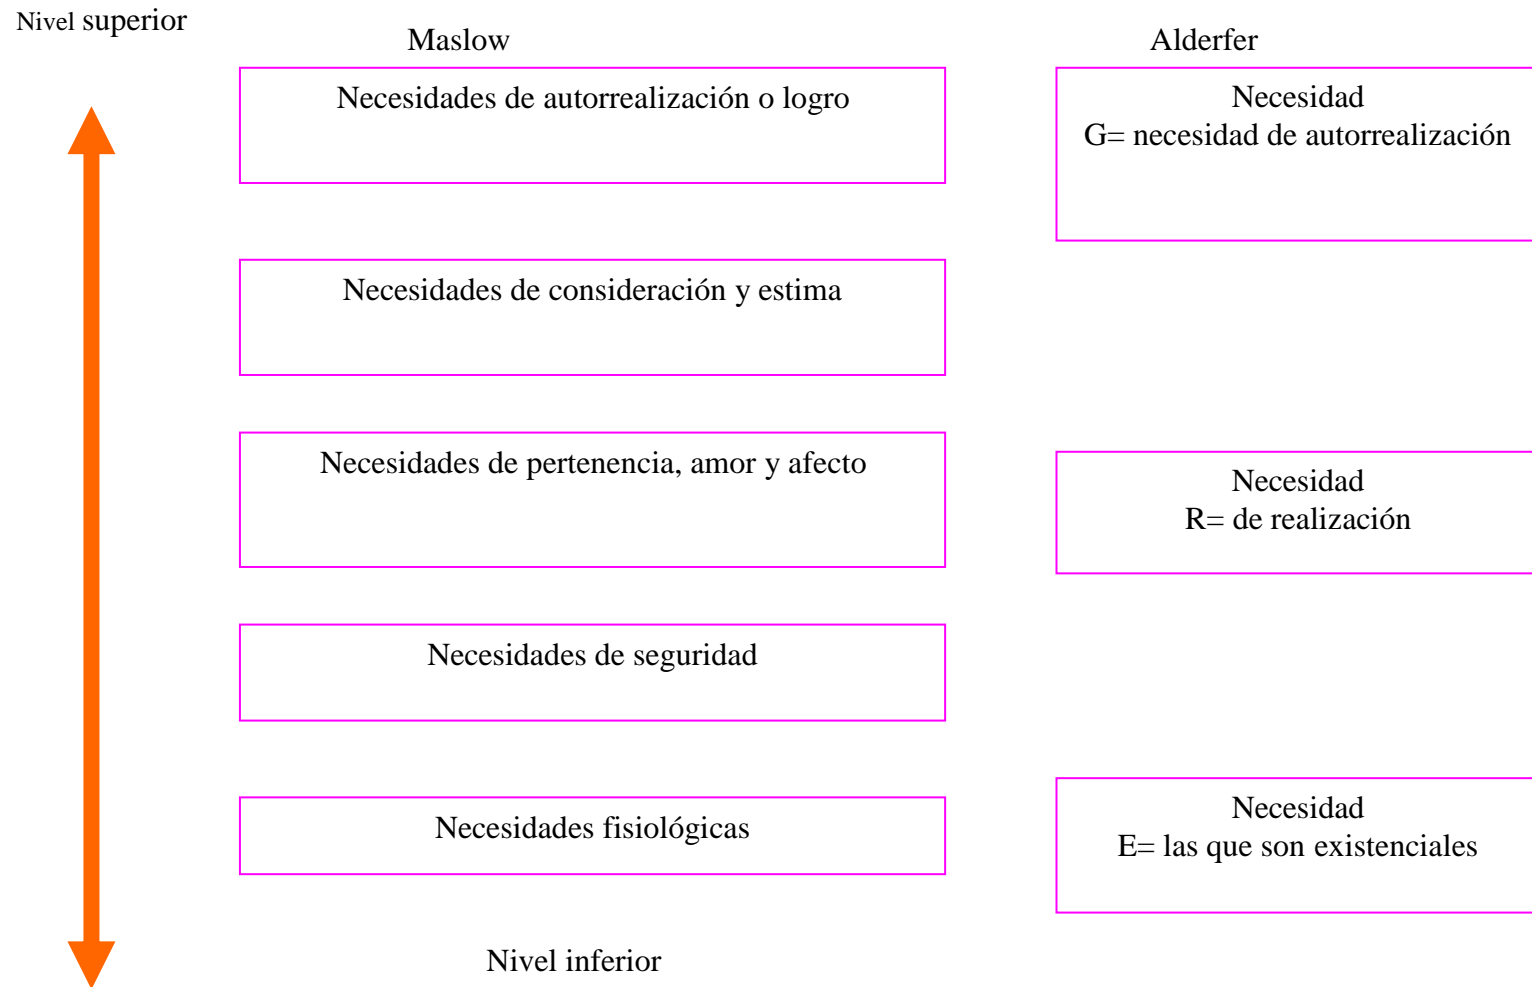 Nivel superior
Maslow
Alderfer
Necesidades de autorrealización o logro
Necesidad
G= necesidad de autorrealización
Necesidades de consideración y estima
Necesidades de pertenencia, amor y afecto
Necesidad
R= de realización
Necesidades de seguridad
Necesidades fisiológicas
Necesidad
E= las que son existenciales
Nivel inferior